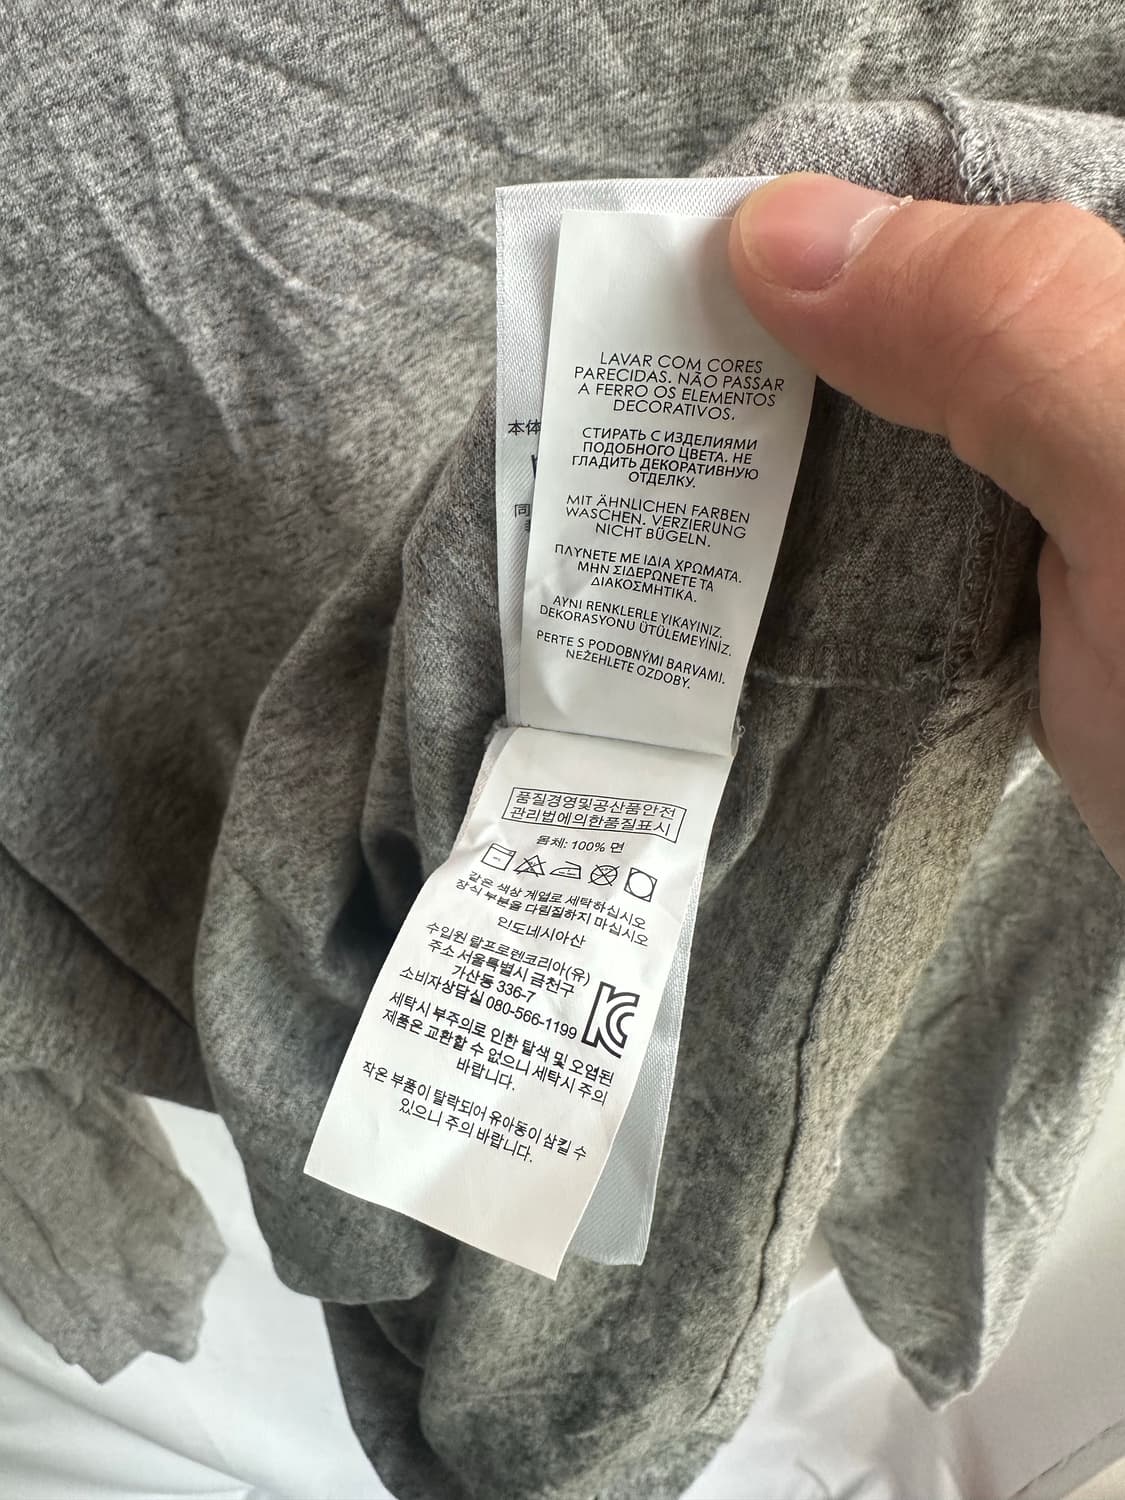 LAVAR COM CORES
PARECIDAS. NÃO PASSAR
A FERRO OS ELEMENTOS
DECORATIVOS.
СТИРАТЬ С ИЗДЕЛИЯМИ
ПОДОБНОГО ЦВЕТА. НЕ
ГЛАДИТЬ ДЕКОРАТИВНУЮ
ОТДЕЛКУ.
MIT ÄHNLICHEN FARBEN
WASCHEN. VERZIERUNG
NICHT BÜGELN.
ΠΛΥΝΕΤΕ ΜΕ ΙΔΙΑ ΧΡΩΜΑΤΑ.
ΜΗΝ ΣΙΔΕΡΩΝΕΤΕ ΤΑ
ΔΙΑΚΟΣΜΗΤΙΚΑ.
AYNI RENKLERLE YIKAYINIZ.
DEKORASYONU ÜTÜLEMEYİNİZ.
PERTE S PODOBNÝMI BARVAMI.
NEŽEHLETE OZDOBY.
本体
同
품질경영및공산품안전
관리법에의한품질표시
몸체: 100% 면
같은 색상 계열로 세탁하십시오
장식 부분을 다림질하지 마십시오
인도네시아산
수입원 랄프로렌코리아(유)
주소 서울특별시 금천구
가산동 336-7
소비자상담실 080-566-1199
세탁시 부주의로 인한 탈색 및 오염된
제품은 교환할 수 없으니 세탁시 주의
바랍니다.
작은 부품이 탈락되어 유아동이 삼킬 수
있으니 주의 바랍니다.